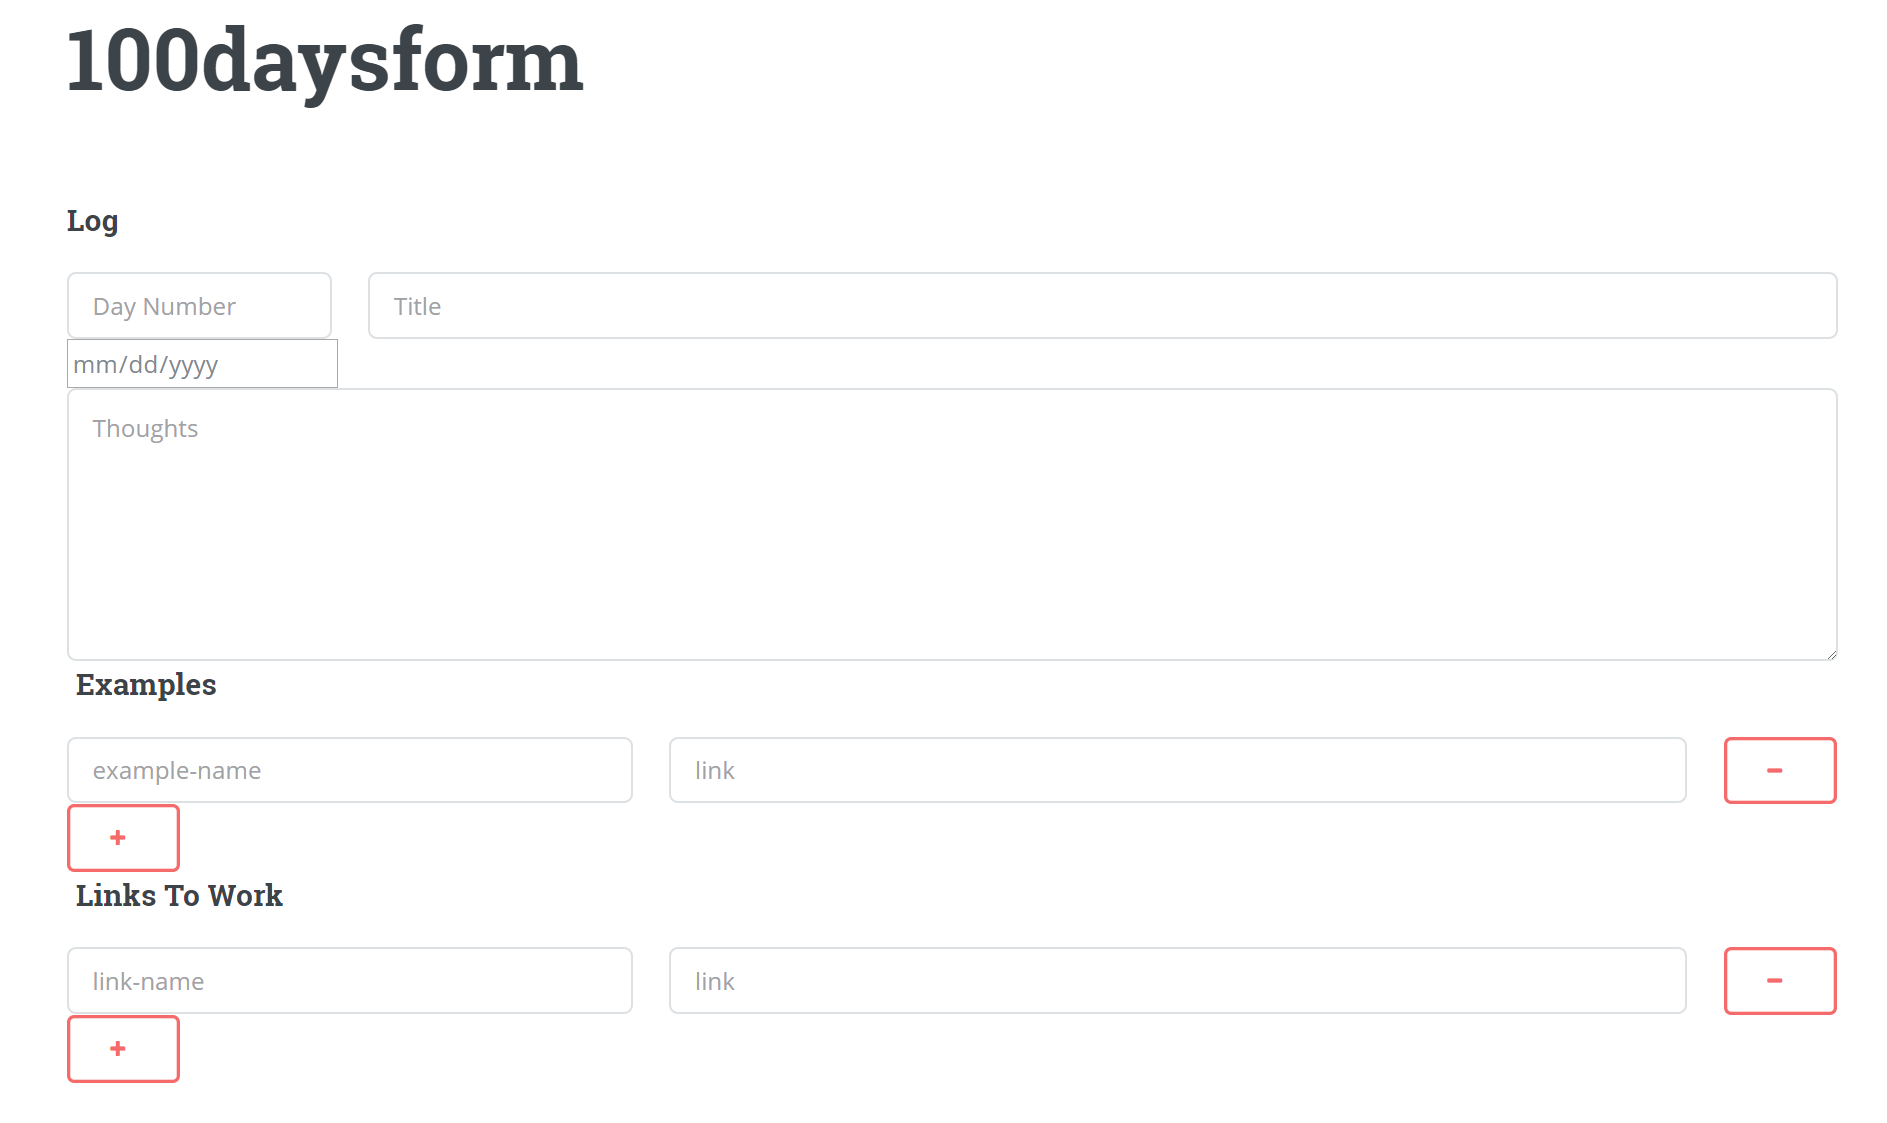 100daysform
Log
Day Number Title
mm/dd/yyyy
Thoughts
Examples
example-name link −
+
Links To Work
link-name link −
+